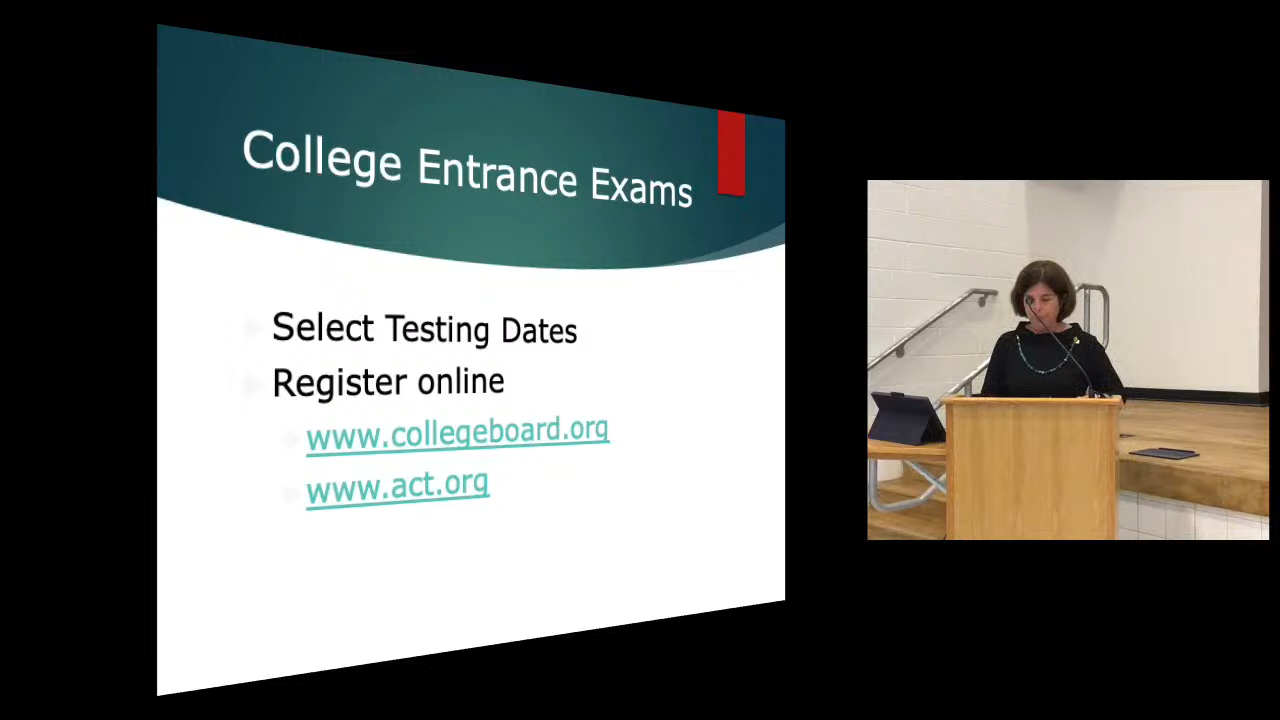 College Entrance Exams
Select Testing Dates
Register online
www.collegeboard.org
www.act.org